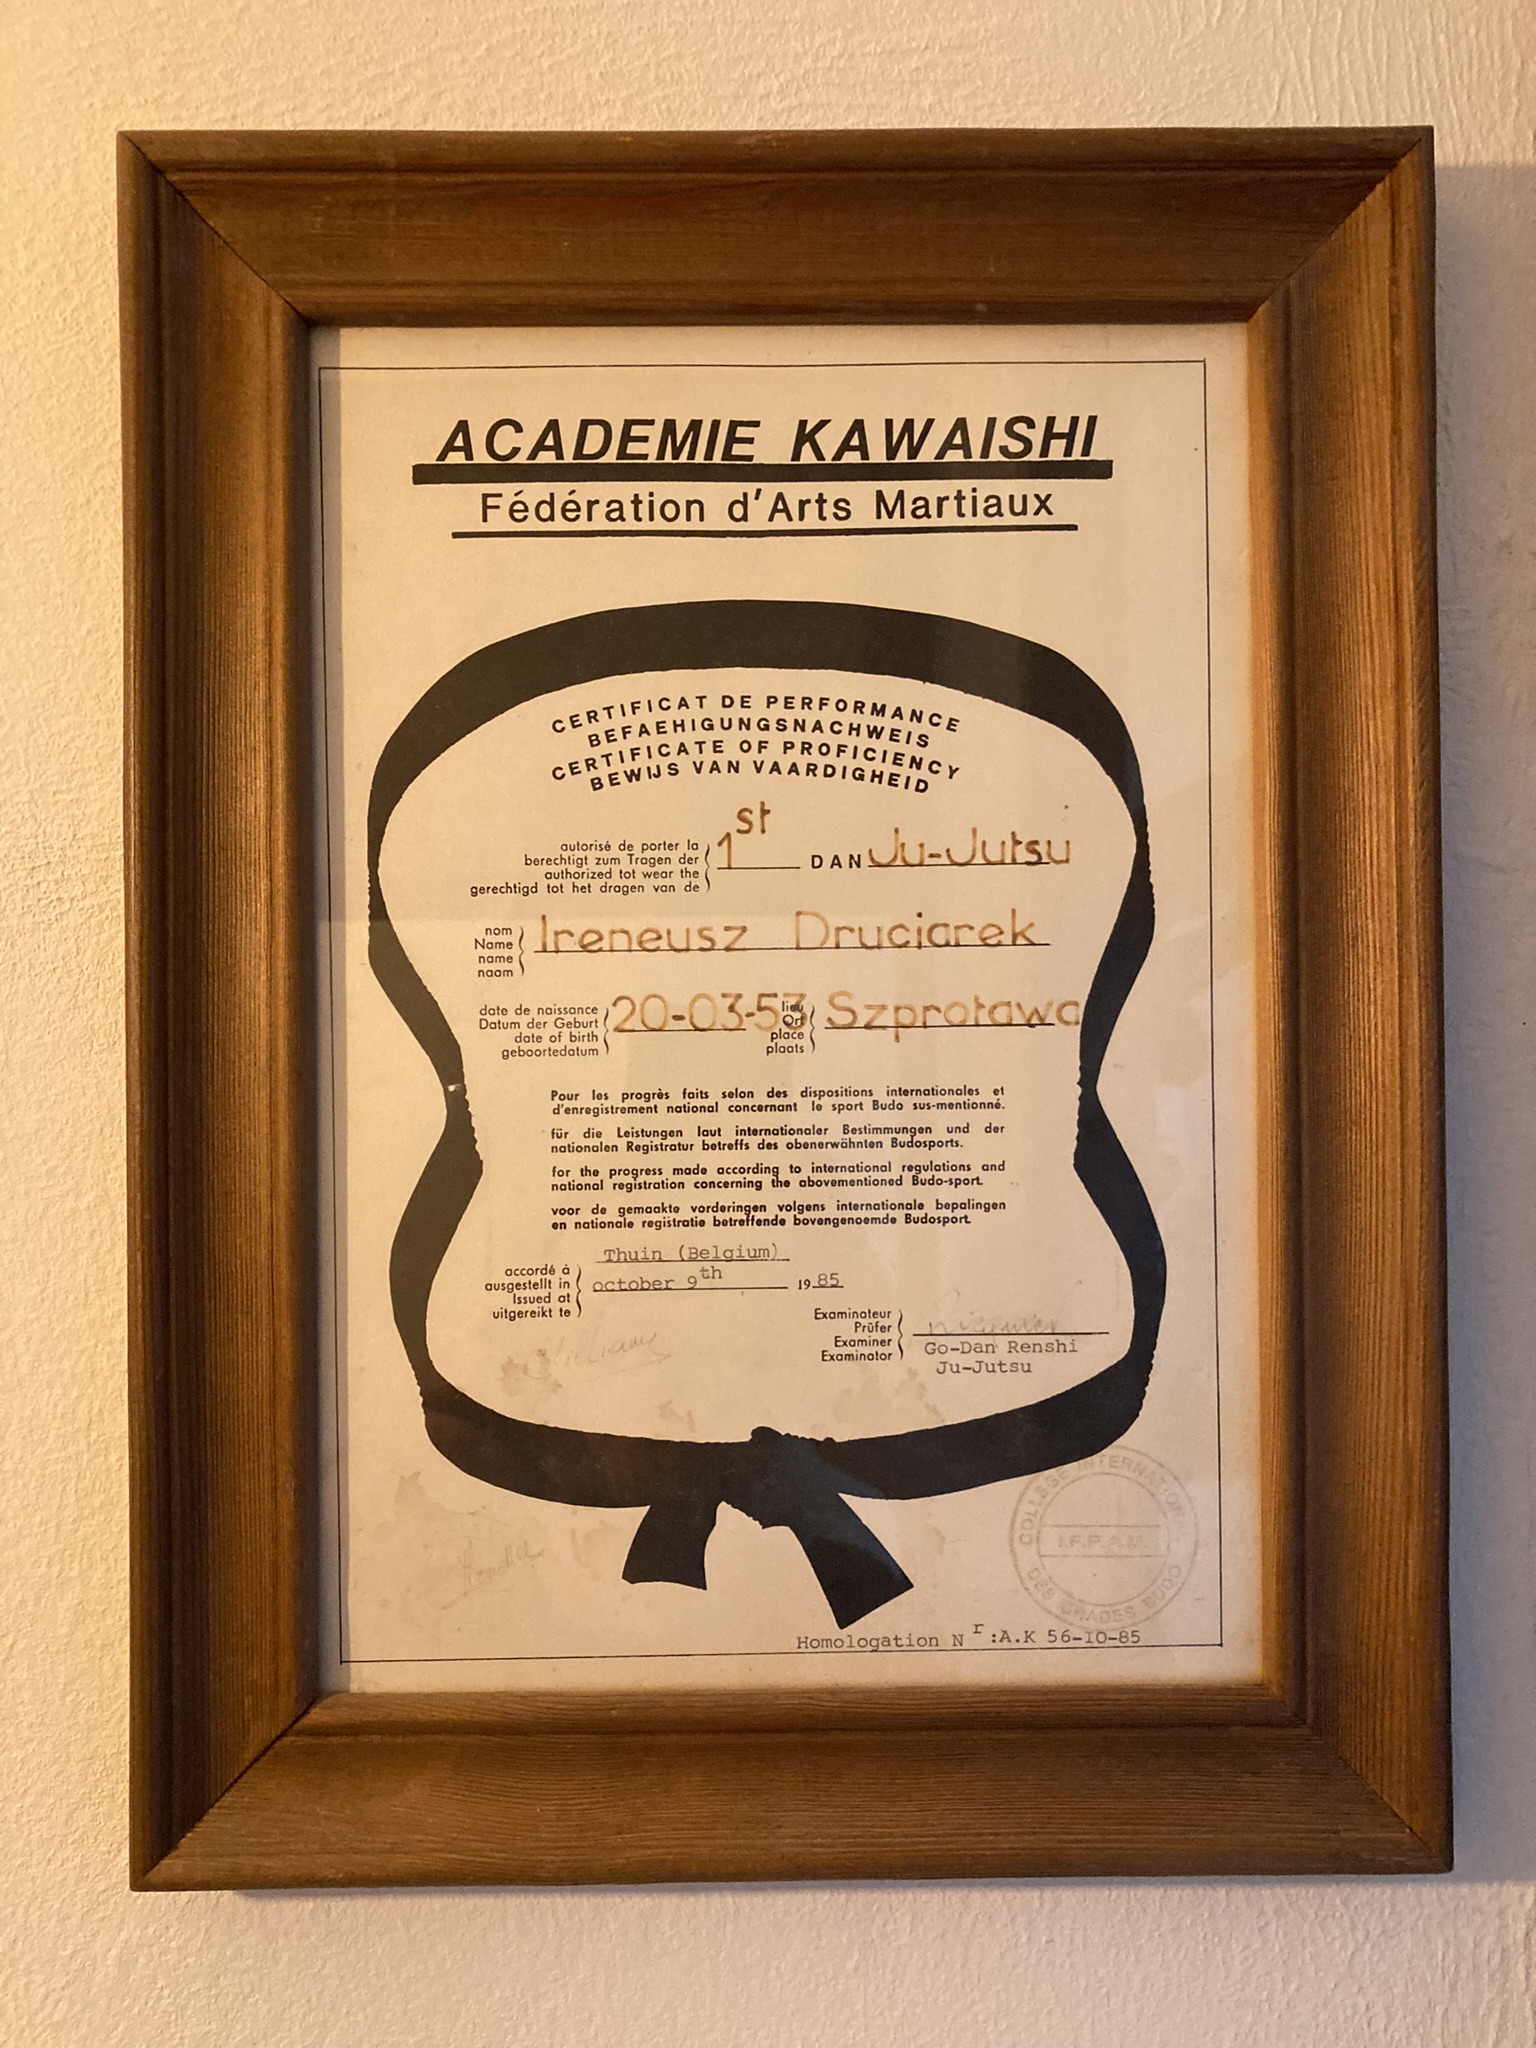 ACADEMIE KAWAISHI
Fédération d'Arts Martiaux
CERTIFICAT DE PERFORMANCE
BEFAEHIGUNGSNACHWEIS
CERTIFICATE OF PROFICIENCY
BEWIJS VAN VAARDIGHEID
autorisé de porter la
berechtigt zum Tragen der
authorized tot wear the
gerechtigd tot het dragen van de
1st DAN Ju-Jutsu
nom
Name
name
naam
Ireneusz Druciarek
date de naissance
Datum der Geburt
date of birth
geboortedatum
20-03-53
lieu
Ort
place
plaats
Szprotawa
Pour les progrès faits selon des dispositions internationales et
d'enregistrement national concernant le sport Budo sus-mentionné.
für die Leistungen laut internationaler Bestimmungen und der
nationalen Registratur betreffs des obenerwähnten Budosports.
for the progress made according to international regulations and
national registration concerning the abovementioned Budo-sport.
voor de gemaakte vorderingen volgens internationale bepalingen
en nationale registratie betreffende bovengenoemde Budosport.
accordé à
ausgestellt in
Issued at
uitgereikt te
Thuin (Belgium)
october 9th 1985
Examinateur
Prüfer
Examiner
Examinator
Go-Dan Renshi
Ju-Jutsu
COLLEGE INTERNATIONAL
I.F.P.A.M.
DES GRADES BUDO
Homologation Nr :A.K 56-IO-85